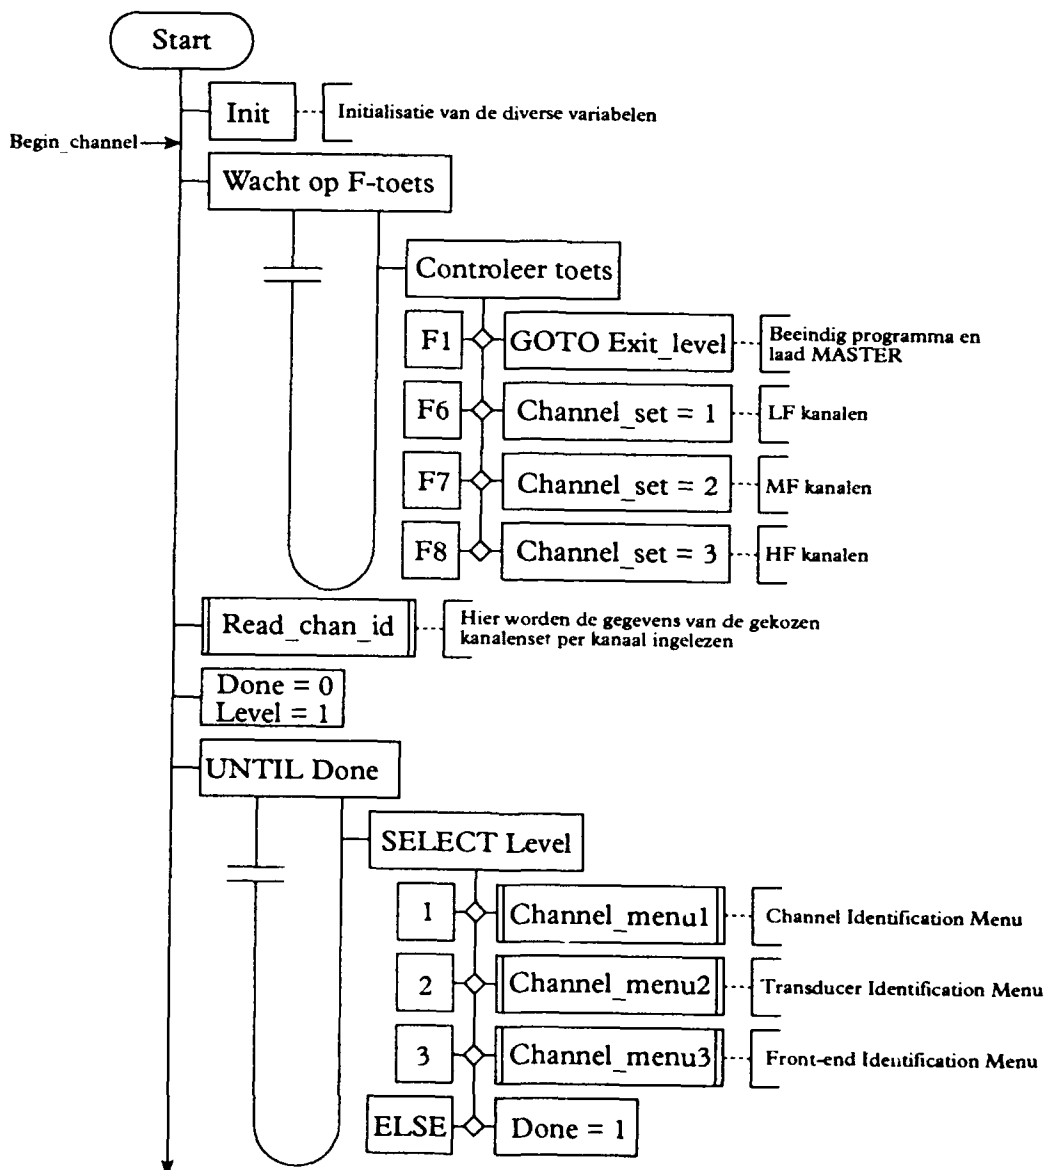 Start
Init
Initialisatie van de diverse variabelen
Begin_channel
Wacht op F-toets
Controleer toets
F1
GOTO Exit_level
Beeindig programma en
laad MASTER
F6
Channel_set = 1
LF kanalen
F7
Channel_set = 2
MF kanalen
F8
Channel_set = 3
HF kanalen
Read_chan_id
Hier worden de gegevens van de gekozen
kanalenset per kanaal ingelezen
Done = 0
Level = 1
UNTIL Done
SELECT Level
1
Channel_menu1
Channel Identification Menu
2
Channel_menu2
Transducer Identification Menu
3
Channel_menu3
Front-end Identification Menu
ELSE
Done = 1